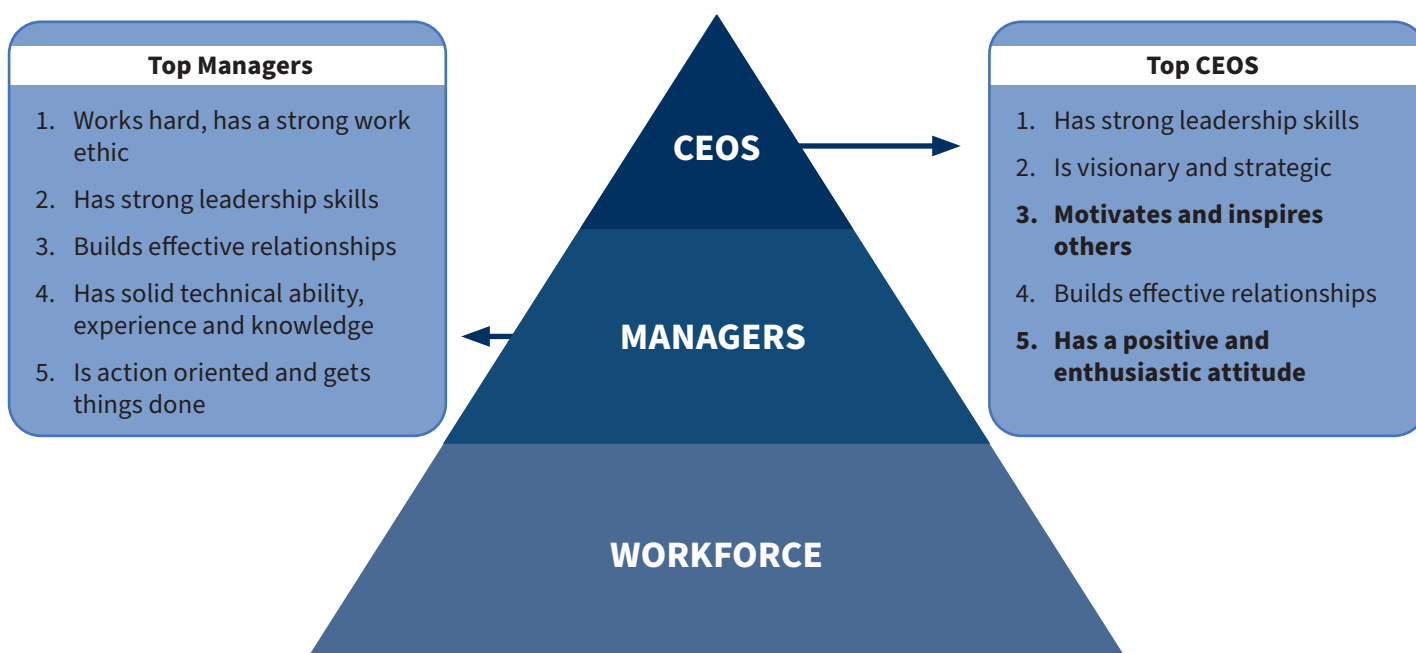 Top Managers
1. Works hard, has a strong work
ethic
2. Has strong leadership skills
3. Builds effective relationships
4. Has solid technical ability,
experience and knowledge
5. Is action oriented and gets
things done
CEOS
MANAGERS
WORKFORCE
Top CEOS
1. Has strong leadership skills
2. Is visionary and strategic
3. Motivates and inspires
others
4. Builds effective relationships
5. Has a positive and
enthusiastic attitude